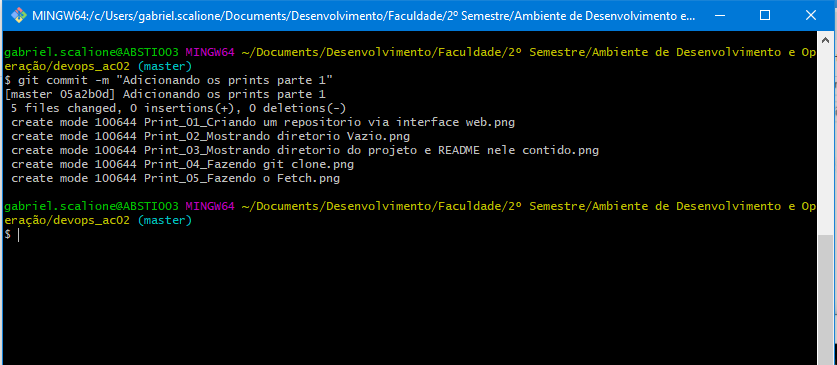 MINGW64:/c/Users/gabriel.scalione/Documents/Desenvolvimento/Faculdade/2º Semestre/Ambiente de Desenvolvimento e...
gabriel.scalione@ABSTI003 MINGW64 ~/Documents/Desenvolvimento/Faculdade/2º Semestre/Ambiente de Desenvolvimento e Op
eração/devops_ac02 (master)
$ git commit -m "Adicionando os prints parte 1"
[master 05a2b0d] Adicionando os prints parte 1
 5 files changed, 0 insertions(+), 0 deletions(-)
 create mode 100644 Print_01_Criando um repositorio via interface web.png
 create mode 100644 Print_02_Mostrando diretorio Vazio.png
 create mode 100644 Print_03_Mostrando diretorio do projeto e README nele contido.png
 create mode 100644 Print_04_Fazendo git clone.png
 create mode 100644 Print_05_Fazendo o Fetch.png
gabriel.scalione@ABSTI003 MINGW64 ~/Documents/Desenvolvimento/Faculdade/2º Semestre/Ambiente de Desenvolvimento e Op
eração/devops_ac02 (master)
$